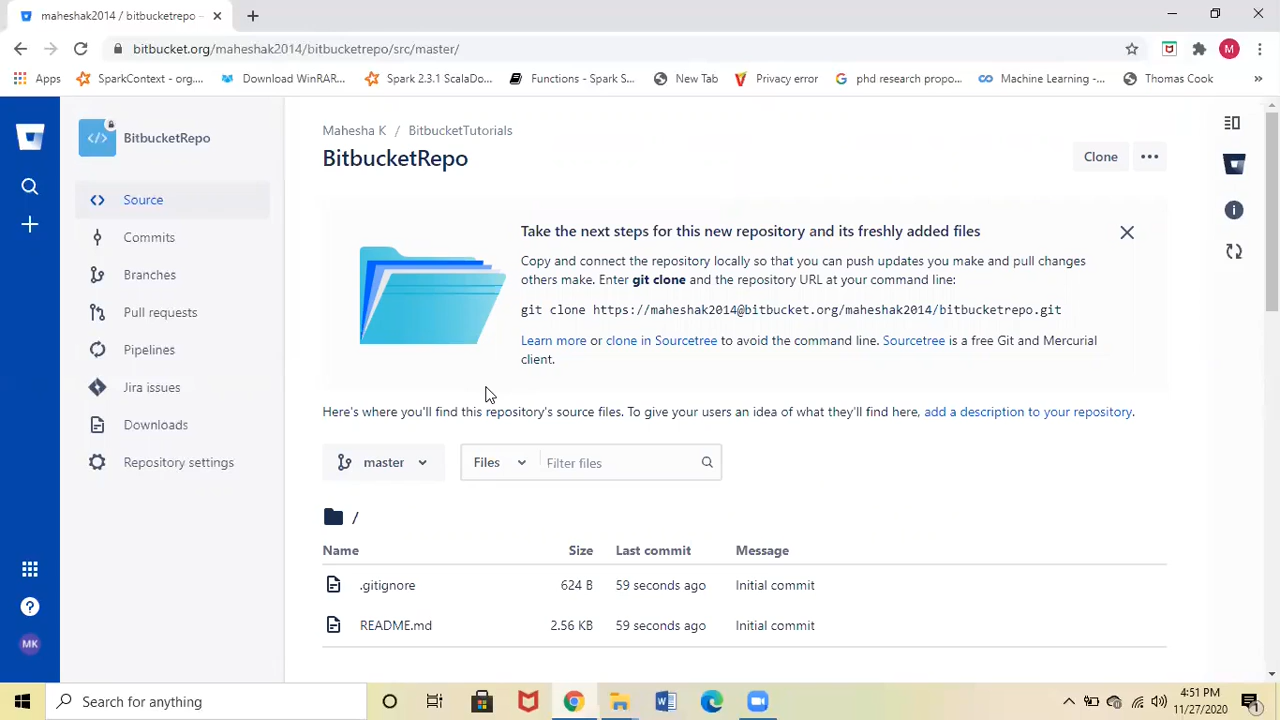 maheshak2014 / bitbucketrepo –
bitbucket.org/maheshak2014/bitbucketrepo/src/master/
M
Apps
SparkContext - org....
Download WinRAR...
Spark 2.3.1 ScalaDo...
Functions - Spark S...
New Tab
Privacy error
phd research propo...
Machine Learning -...
Thomas Cook
»
BitbucketRepo
Source
Commits
Branches
Pull requests
Pipelines
Jira issues
Downloads
Repository settings
MK
Mahesha K / BitbucketTutorials
BitbucketRepo
Clone
Take the next steps for this new repository and its freshly added files
Copy and connect the repository locally so that you can push updates you make and pull changes
others make. Enter git clone and the repository URL at your command line:
git clone https://maheshak2014@bitbucket.org/maheshak2014/bitbucketrepo.git
Learn more or clone in Sourcetree to avoid the command line. Sourcetree is a free Git and Mercurial
client.
Here's where you'll find this repository's source files. To give your users an idea of what they'll find here, add a description to your repository.
master
Files
Filter files
/
Name Size Last commit Message
.gitignore 624 B 59 seconds ago Initial commit
README.md 2.56 KB 59 seconds ago Initial commit
Search for anything
4:51 PM
11/27/2020